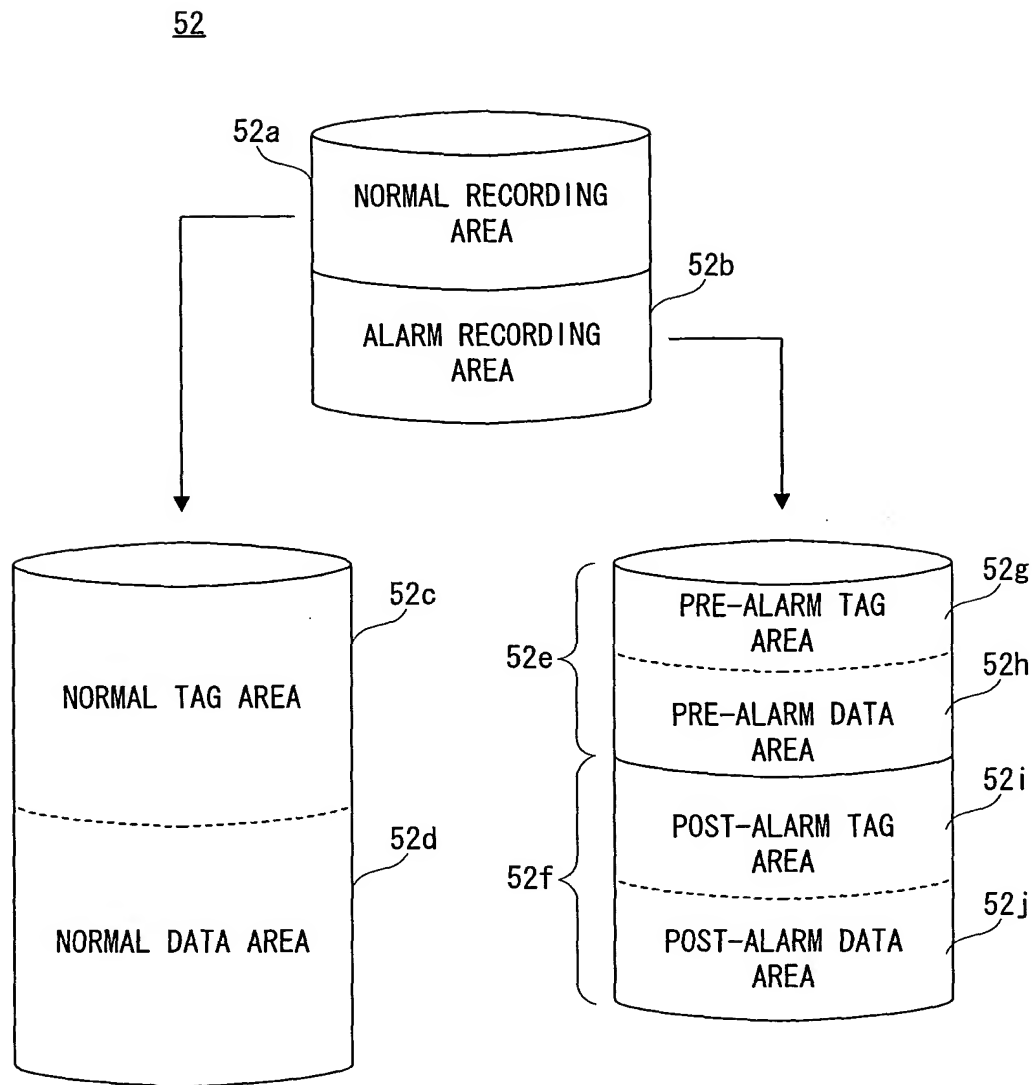 52
52a
NORMAL RECORDING
AREA
52b
ALARM RECORDING
AREA
52c
NORMAL TAG AREA
52d
NORMAL DATA AREA
52e
PRE-ALARM TAG
AREA
52g
PRE-ALARM DATA
AREA
52h
52f
POST-ALARM TAG
AREA
52i
POST-ALARM DATA
AREA
52j